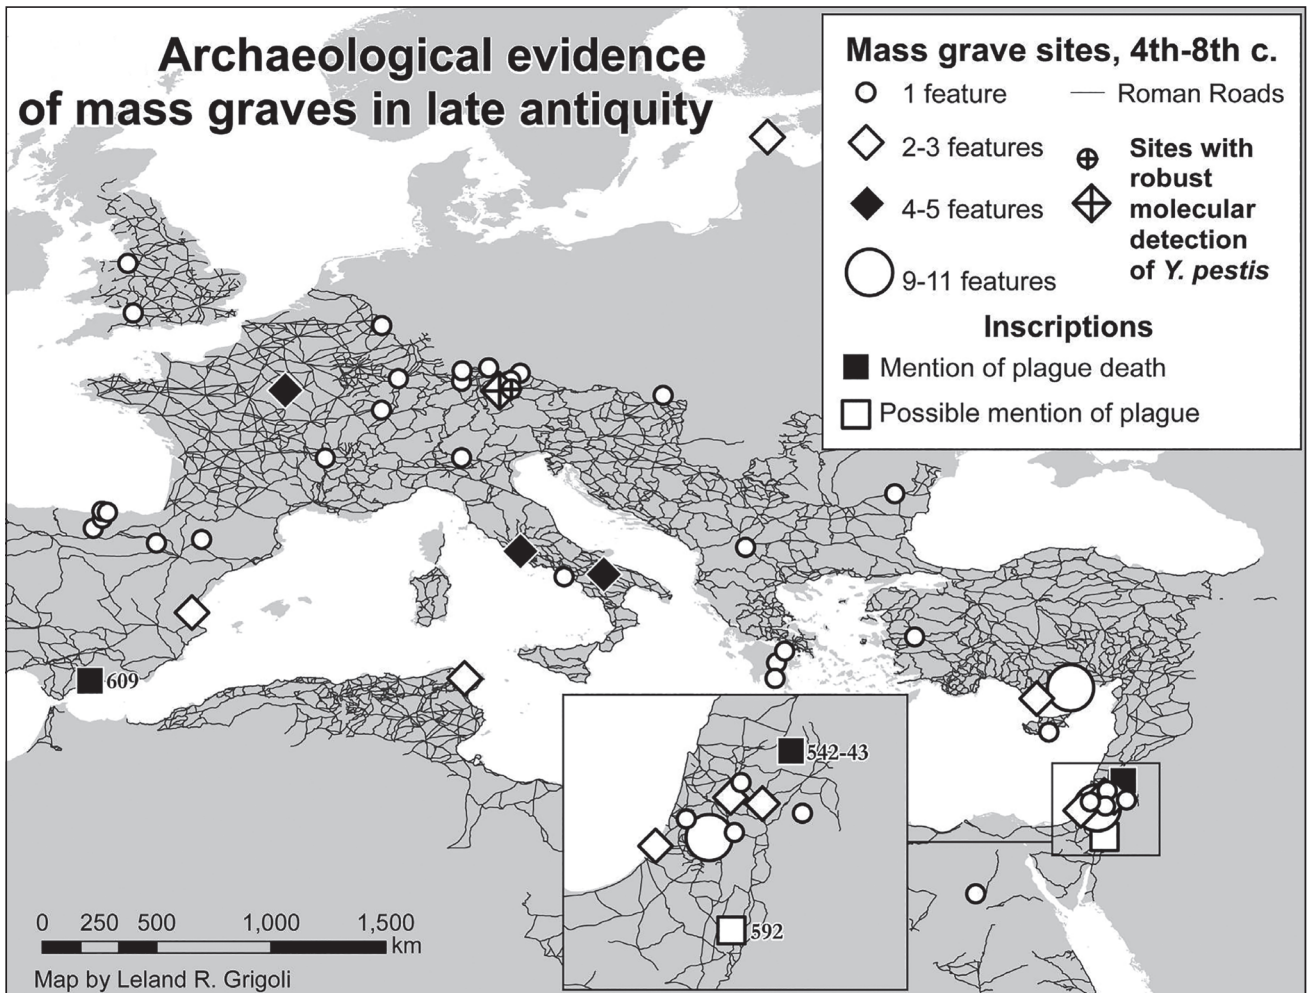 Archaeological evidence
of mass graves in late antiquity
Mass grave sites, 4th-8th c.
1 feature
Roman Roads
2-3 features
4-5 features
9-11 features
Sites with
robust
molecular
detection
of Y. pestis
Inscriptions
Mention of plague death
Possible mention of plague
609
542-43
592
0 250 500 1,000 1,500
km
Map by Leland R. Grigoli